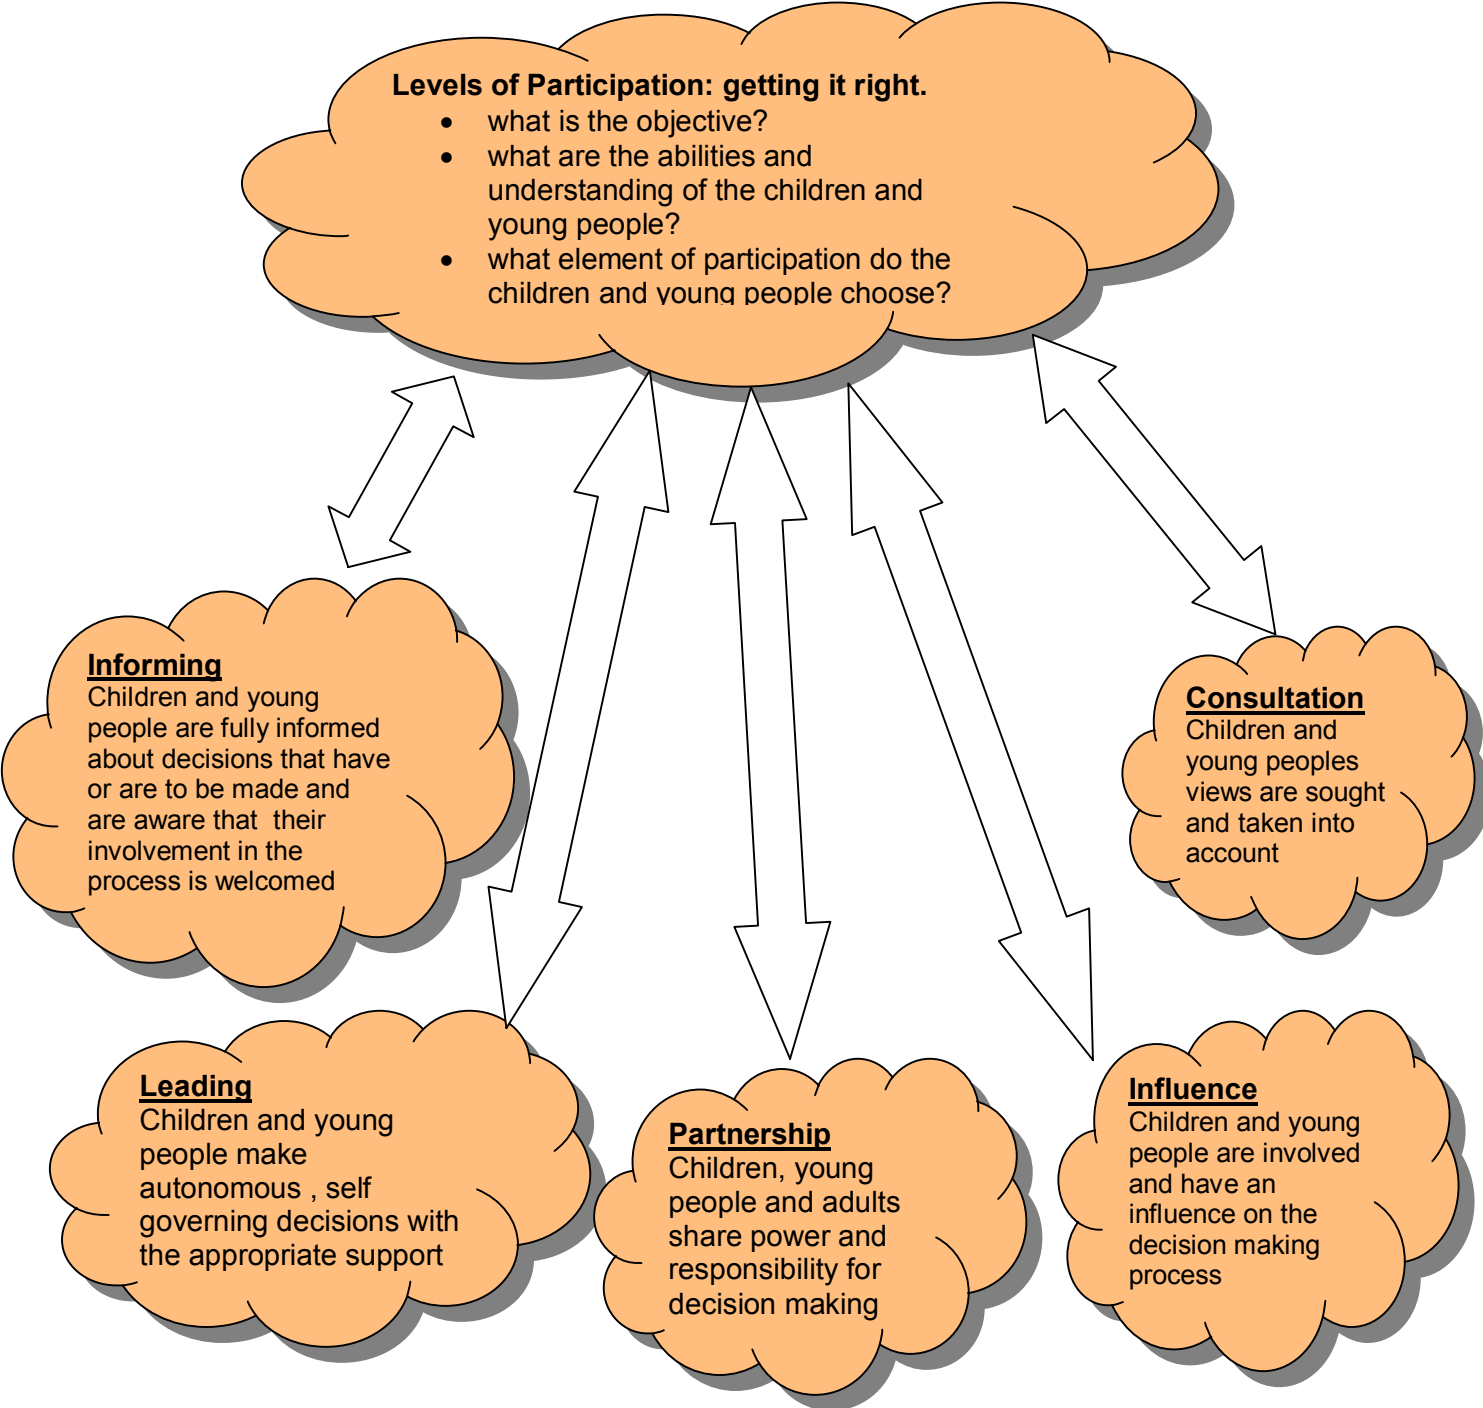 Levels of Participation: getting it right.
• what is the objective?
• what are the abilities and
understanding of the children and
young people?
• what element of participation do the
children and young people choose?
Informing
Children and young
people are fully informed
about decisions that have
or are to be made and
are aware that  their
involvement in the
process is welcomed
Consultation
Children and
young peoples
views are sought
and taken into
account
Leading
Children and young
people make
autonomous , self
governing decisions with
the appropriate support
Partnership
Children, young
people and adults
share power and
responsibility for
decision making
Influence
Children and young
people are involved
and have an
influence on the
decision making
process